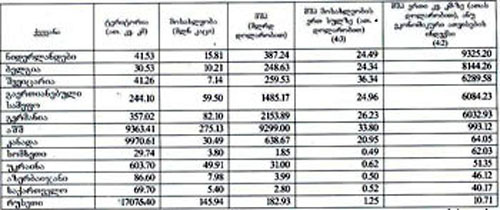 ქვეყანა ტერიტორია (ათ. კვ. კმ) მოსახლეობა (მლნ კაცი) მშპ (მლრდ დოლარობით) მშპ მოსახლეობის ერთ სულზე (ათ. დოლარობით) (4:3) მშპ ერთ კვ. კმ-ზე (ათას დოლარობით), ანუ ეკონომიკური ათვისების ინდექსი (4:2)
ნიდერლანდები 41.53 15.81 387.24 24.49 9325.20
ბელგია 30.53 10.21 248.63 24.34 8144.26
შვეიცარია 41.26 7.14 259.53 36.34 6289.58
გაერთიანებული სამეფო 244.10 59.50 1485.17 24.96 6084.23
გერმანია 357.02 82.10 2153.89 26.23 6032.93
აშშ 9363.41 275.13 9299.00 33.80 993.12
კანადა 9970.61 30.49 638.67 20.95 64.05
სომხეთი 29.74 3.80 1.85 0.49 62.03
უკრაინა 603.70 49.91 31.00 0.62 51.35
აზერბაიჯანი 86.60 7.98 3.99 0.50 46.12
საქართველო 69.70 5.40 2.80 0.52 40.17
რუსეთი 17075.40 145.94 182.93 1.25 10.71